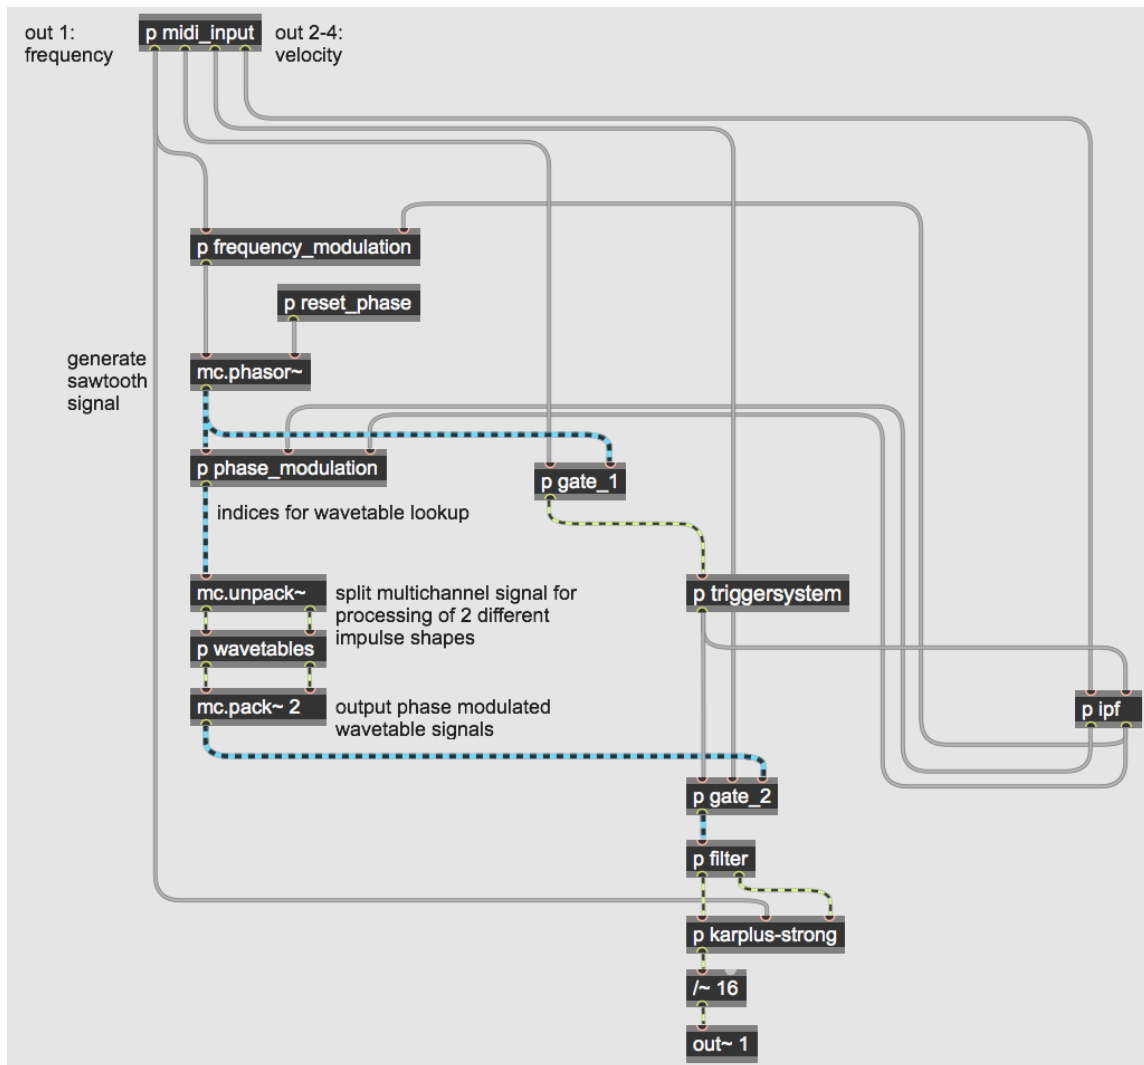 out 1:
frequency
p midi_input
out 2-4:
velocity
p frequency_modulation
p reset_phase
generate
sawtooth
signal
mc.phasor~
p phase_modulation
p gate_1
indices for wavetable lookup
mc.unpack~
split multichannel signal for
processing of 2 different
impulse shapes
p triggersystem
p wavetables
mc.pack~ 2
output phase modulated
wavetable signals
p ipf
p gate_2
p filter
p karplus-strong
/~ 16
out~ 1